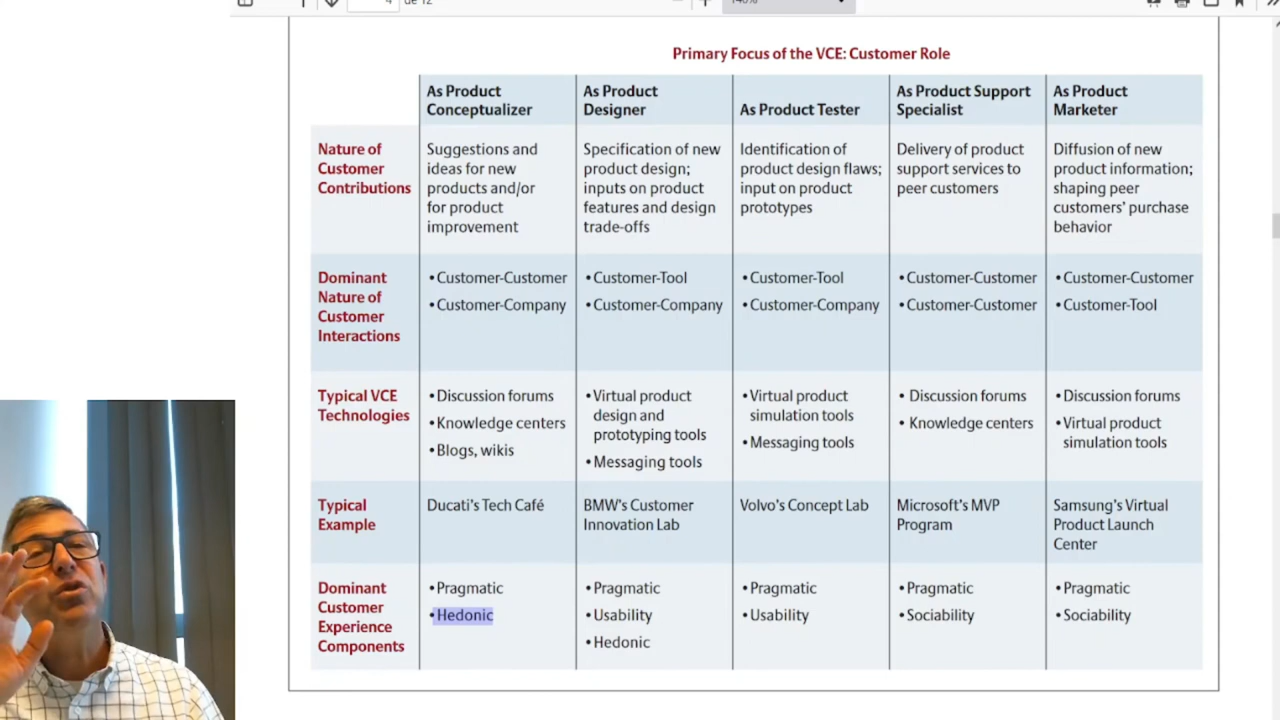 4 de 12
Primary Focus of the VCE: Customer Role
As Product
Conceptualizer
As Product
Designer
As Product Tester
As Product Support
Specialist
As Product
Marketer
Nature of
Customer
Contributions
Suggestions and
ideas for new
products and/or
for product
improvement
Specification of new
product design;
inputs on product
features and design
trade-offs
Identification of
product design flaws;
input on product
prototypes
Delivery of product
support services to
peer customers
Diffusion of new
product information;
shaping peer
customers' purchase
behavior
Dominant
Nature of
Customer
Interactions
•Customer-Customer
•Customer-Company
•Customer-Tool
•Customer-Company
•Customer-Tool
•Customer-Company
•Customer-Customer
•Customer-Customer
•Customer-Customer
•Customer-Tool
Typical VCE
Technologies
•Discussion forums
•Knowledge centers
•Blogs, wikis
•Virtual product
design and
prototyping tools
•Messaging tools
•Virtual product
simulation tools
•Messaging tools
• Discussion forums
• Knowledge centers
•Discussion forums
•Virtual product
simulation tools
Typical
Example
Ducati's Tech Café
BMW's Customer
Innovation Lab
Volvo's Concept Lab
Microsoft's MVP
Program
Samsung's Virtual
Product Launch
Center
Dominant
Customer
Experience
Components
•Pragmatic
•Hedonic
•Pragmatic
•Usability
•Hedonic
•Pragmatic
•Usability
•Pragmatic
•Sociability
•Pragmatic
•Sociability